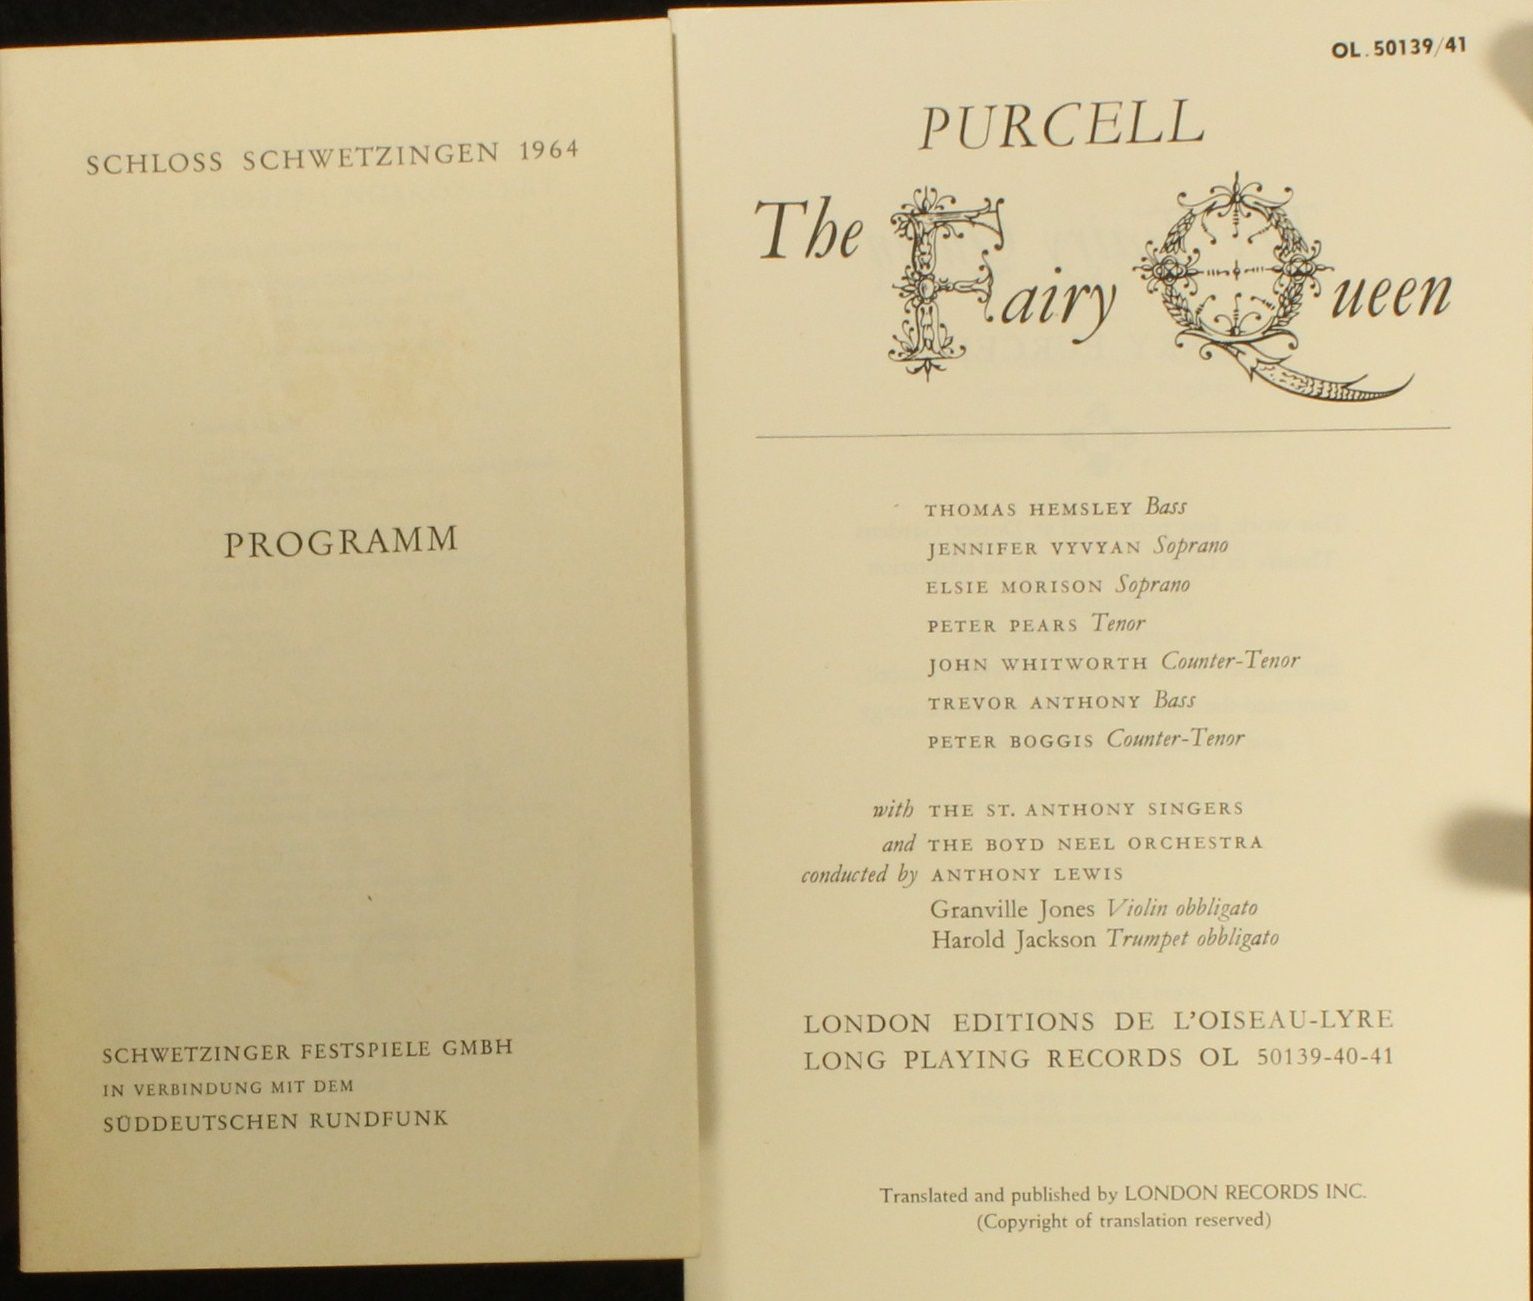 SCHLOSS SCHWETZINGEN 1964
PROGRAMM
SCHWETZINGER FESTSPIELE GMBH
IN VERBINDUNG MIT DEM
SÜDDEUTSCHEN RUNDFUNK
OL. 50139/41
PURCELL
The Fairy Queen
THOMAS HEMSLEY Bass
JENNIFER VYVYAN Soprano
ELSIE MORISON Soprano
PETER PEARS Tenor
JOHN WHITWORTH Counter-Tenor
TREVOR ANTHONY Bass
PETER BOGGIS Counter-Tenor
with THE ST. ANTHONY SINGERS
and THE BOYD NEEL ORCHESTRA
conducted by ANTHONY LEWIS
Granville Jones Violin obbligato
Harold Jackson Trumpet obbligato
LONDON EDITIONS DE L'OISEAU-LYRE
LONG PLAYING RECORDS OL 50139-40-41
Translated and published by LONDON RECORDS INC.
(Copyright of translation reserved)